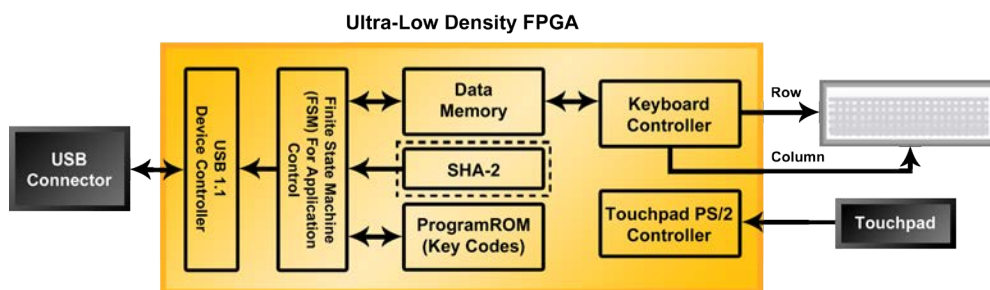 Ultra-Low Density FPGA
USB
Connector
USB 1.1
Device Controller
Finite State Machine
(FSM) For Application
Control
Data
Memory
SHA-2
ProgramROM
(Key Codes)
Keyboard
Controller
Touchpad PS/2
Controller
Row
Column
Touchpad